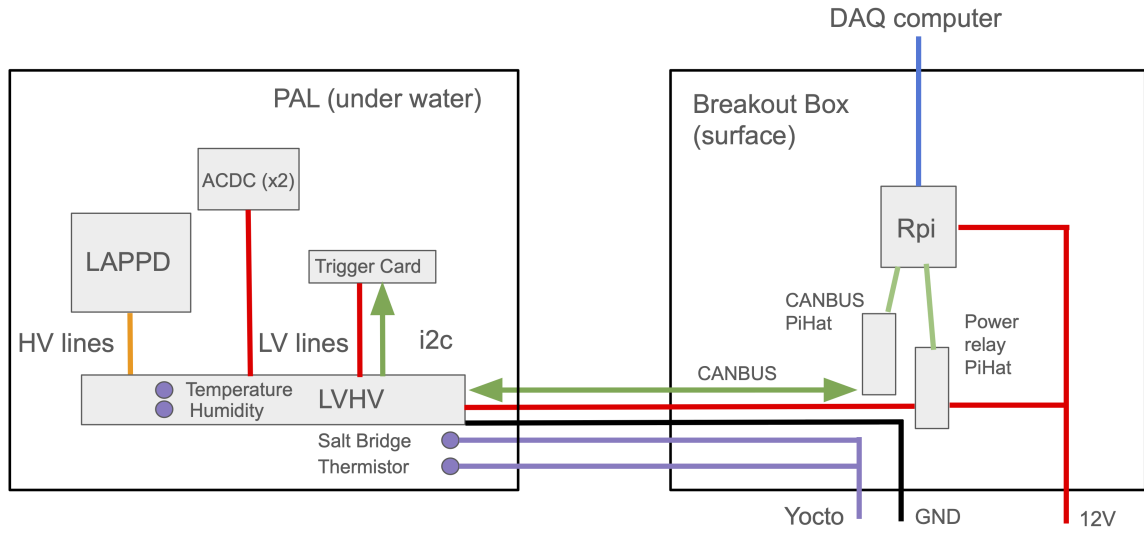 DAQ computer
PAL (under water)
Breakout Box
(surface)
ACDC (x2)
LAPPD
Trigger Card
Rpi
HV lines
LV lines
i2c
CANBUS
PiHat
Power
relay
PiHat
Temperature
Humidity
LVHV
CANBUS
Salt Bridge
Thermistor
Yocto
GND
12V